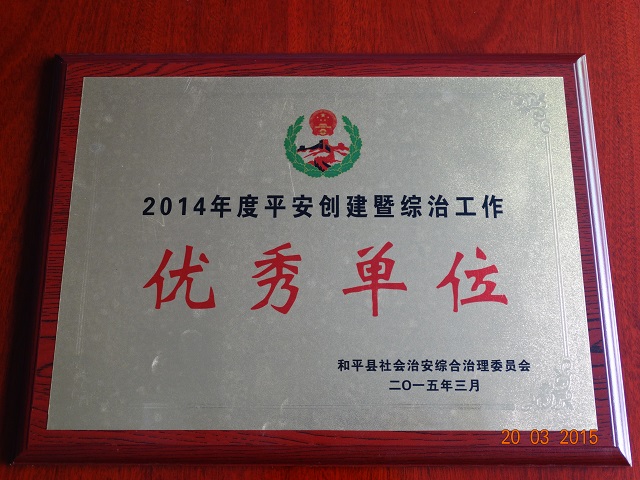 2014年度平安创建暨综治工作
优秀单位
和平县社会治安综合治理委员会
二〇一五年三月
20 03 2015